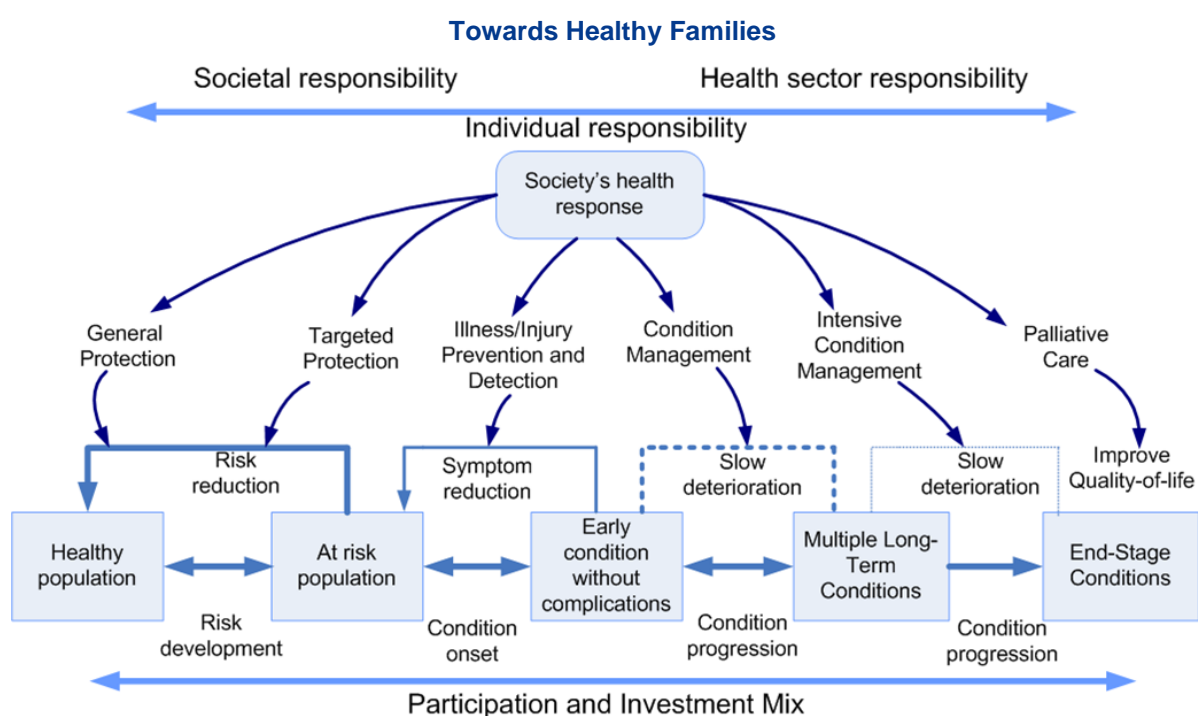 Towards Healthy Families
Societal responsibility
Health sector responsibility
Individual responsibility
Society's health
response
General
Protection
Targeted
Protection
Illness/Injury
Prevention and
Detection
Condition
Management
Intensive
Condition
Management
Palliative
Care
Risk
reduction
Symptom
reduction
Slow
deterioration
Slow
deterioration
Improve
Quality-of-life
Healthy
population
At risk
population
Early
condition
without
complications
Multiple Long-
Term
Conditions
End-Stage
Conditions
Risk
development
Condition
onset
Condition
progression
Condition
progression
Participation and Investment Mix